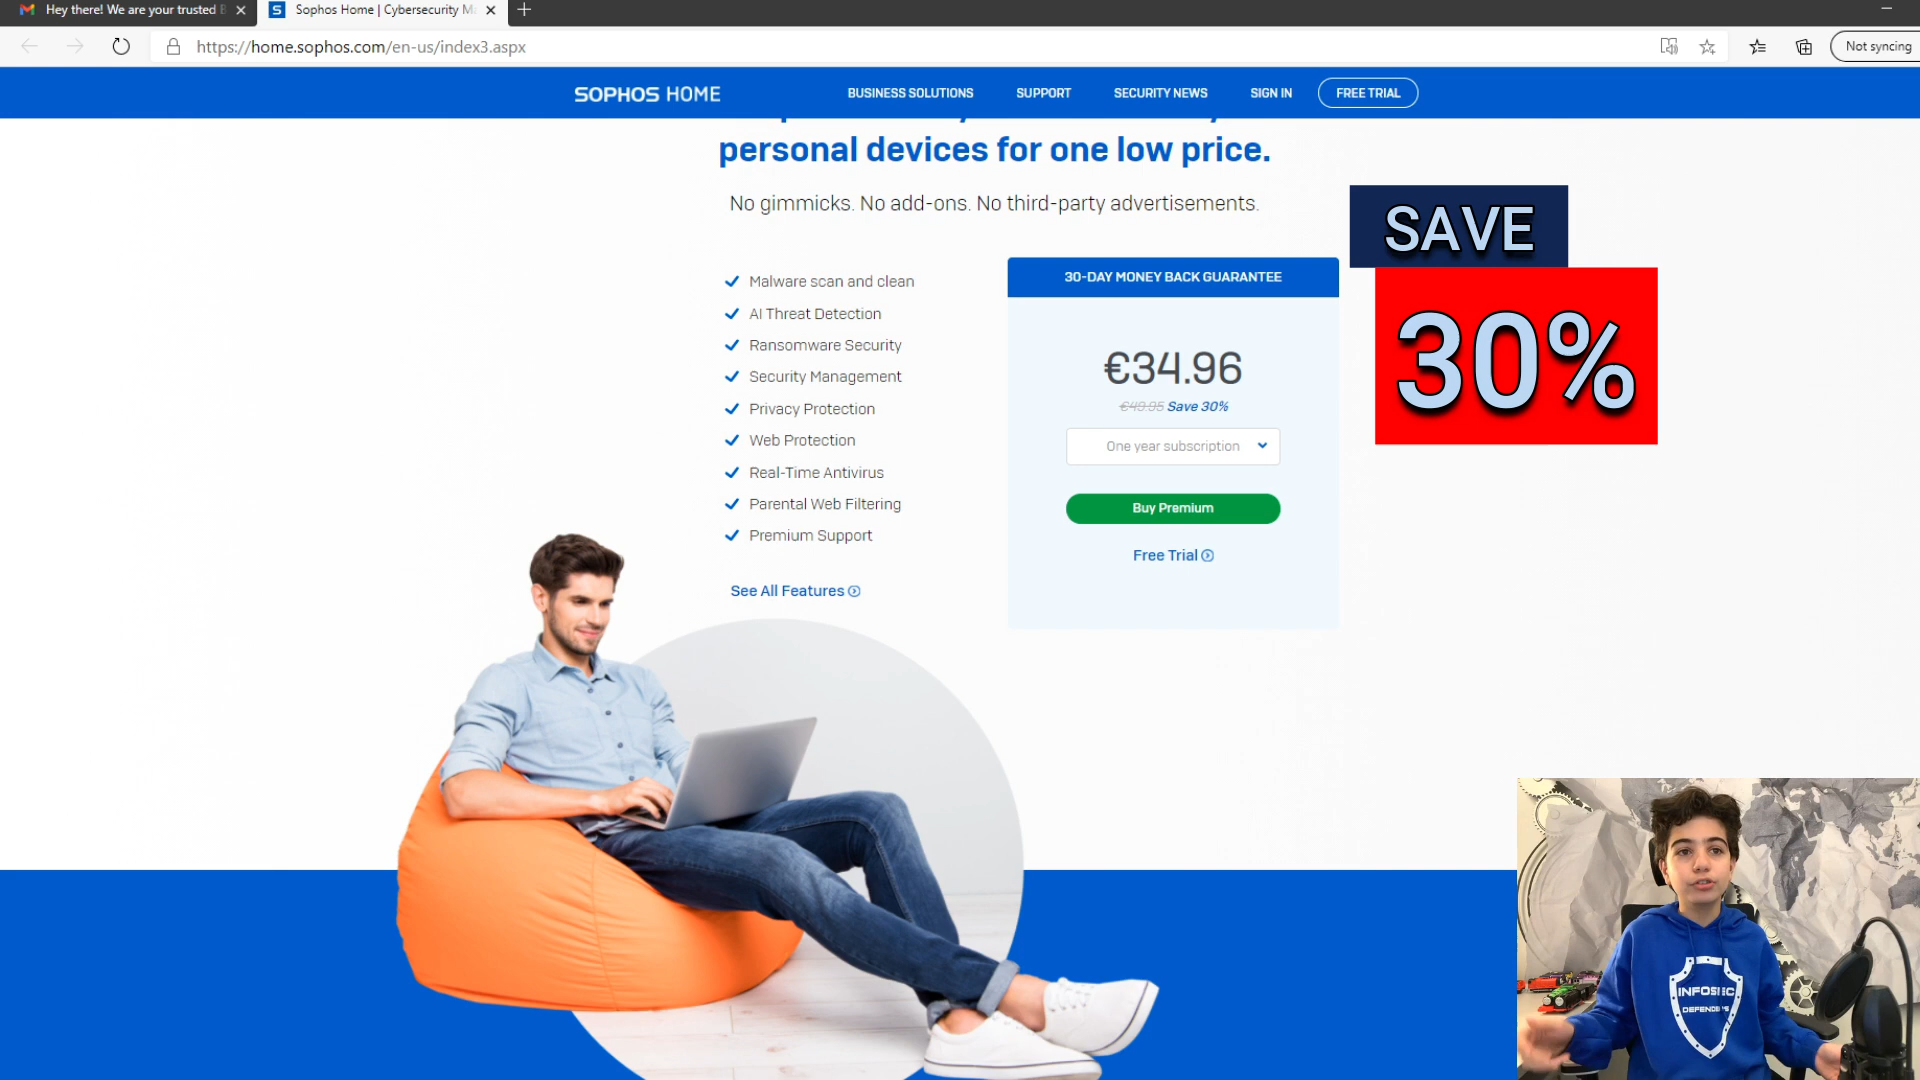 Hey there! We are your trusted
Sophos Home | Cybersecurity M
https://home.sophos.com/en-us/index3.aspx
Not syncing
SOPHOS HOME
BUSINESS SOLUTIONS
SUPPORT
SECURITY NEWS
SIGN IN
FREE TRIAL
personal devices for one low price.
No gimmicks. No add-ons. No third-party advertisements.
Malware scan and clean
AI Threat Detection
Ransomware Security
Security Management
Privacy Protection
Web Protection
Real-Time Antivirus
Parental Web Filtering
Premium Support
See All Features
30-DAY MONEY BACK GUARANTEE
€34.96
€49.95 Save 30%
One year subscription
Buy Premium
Free Trial
SAVE
30%
INFOSEC
DEFENDERS